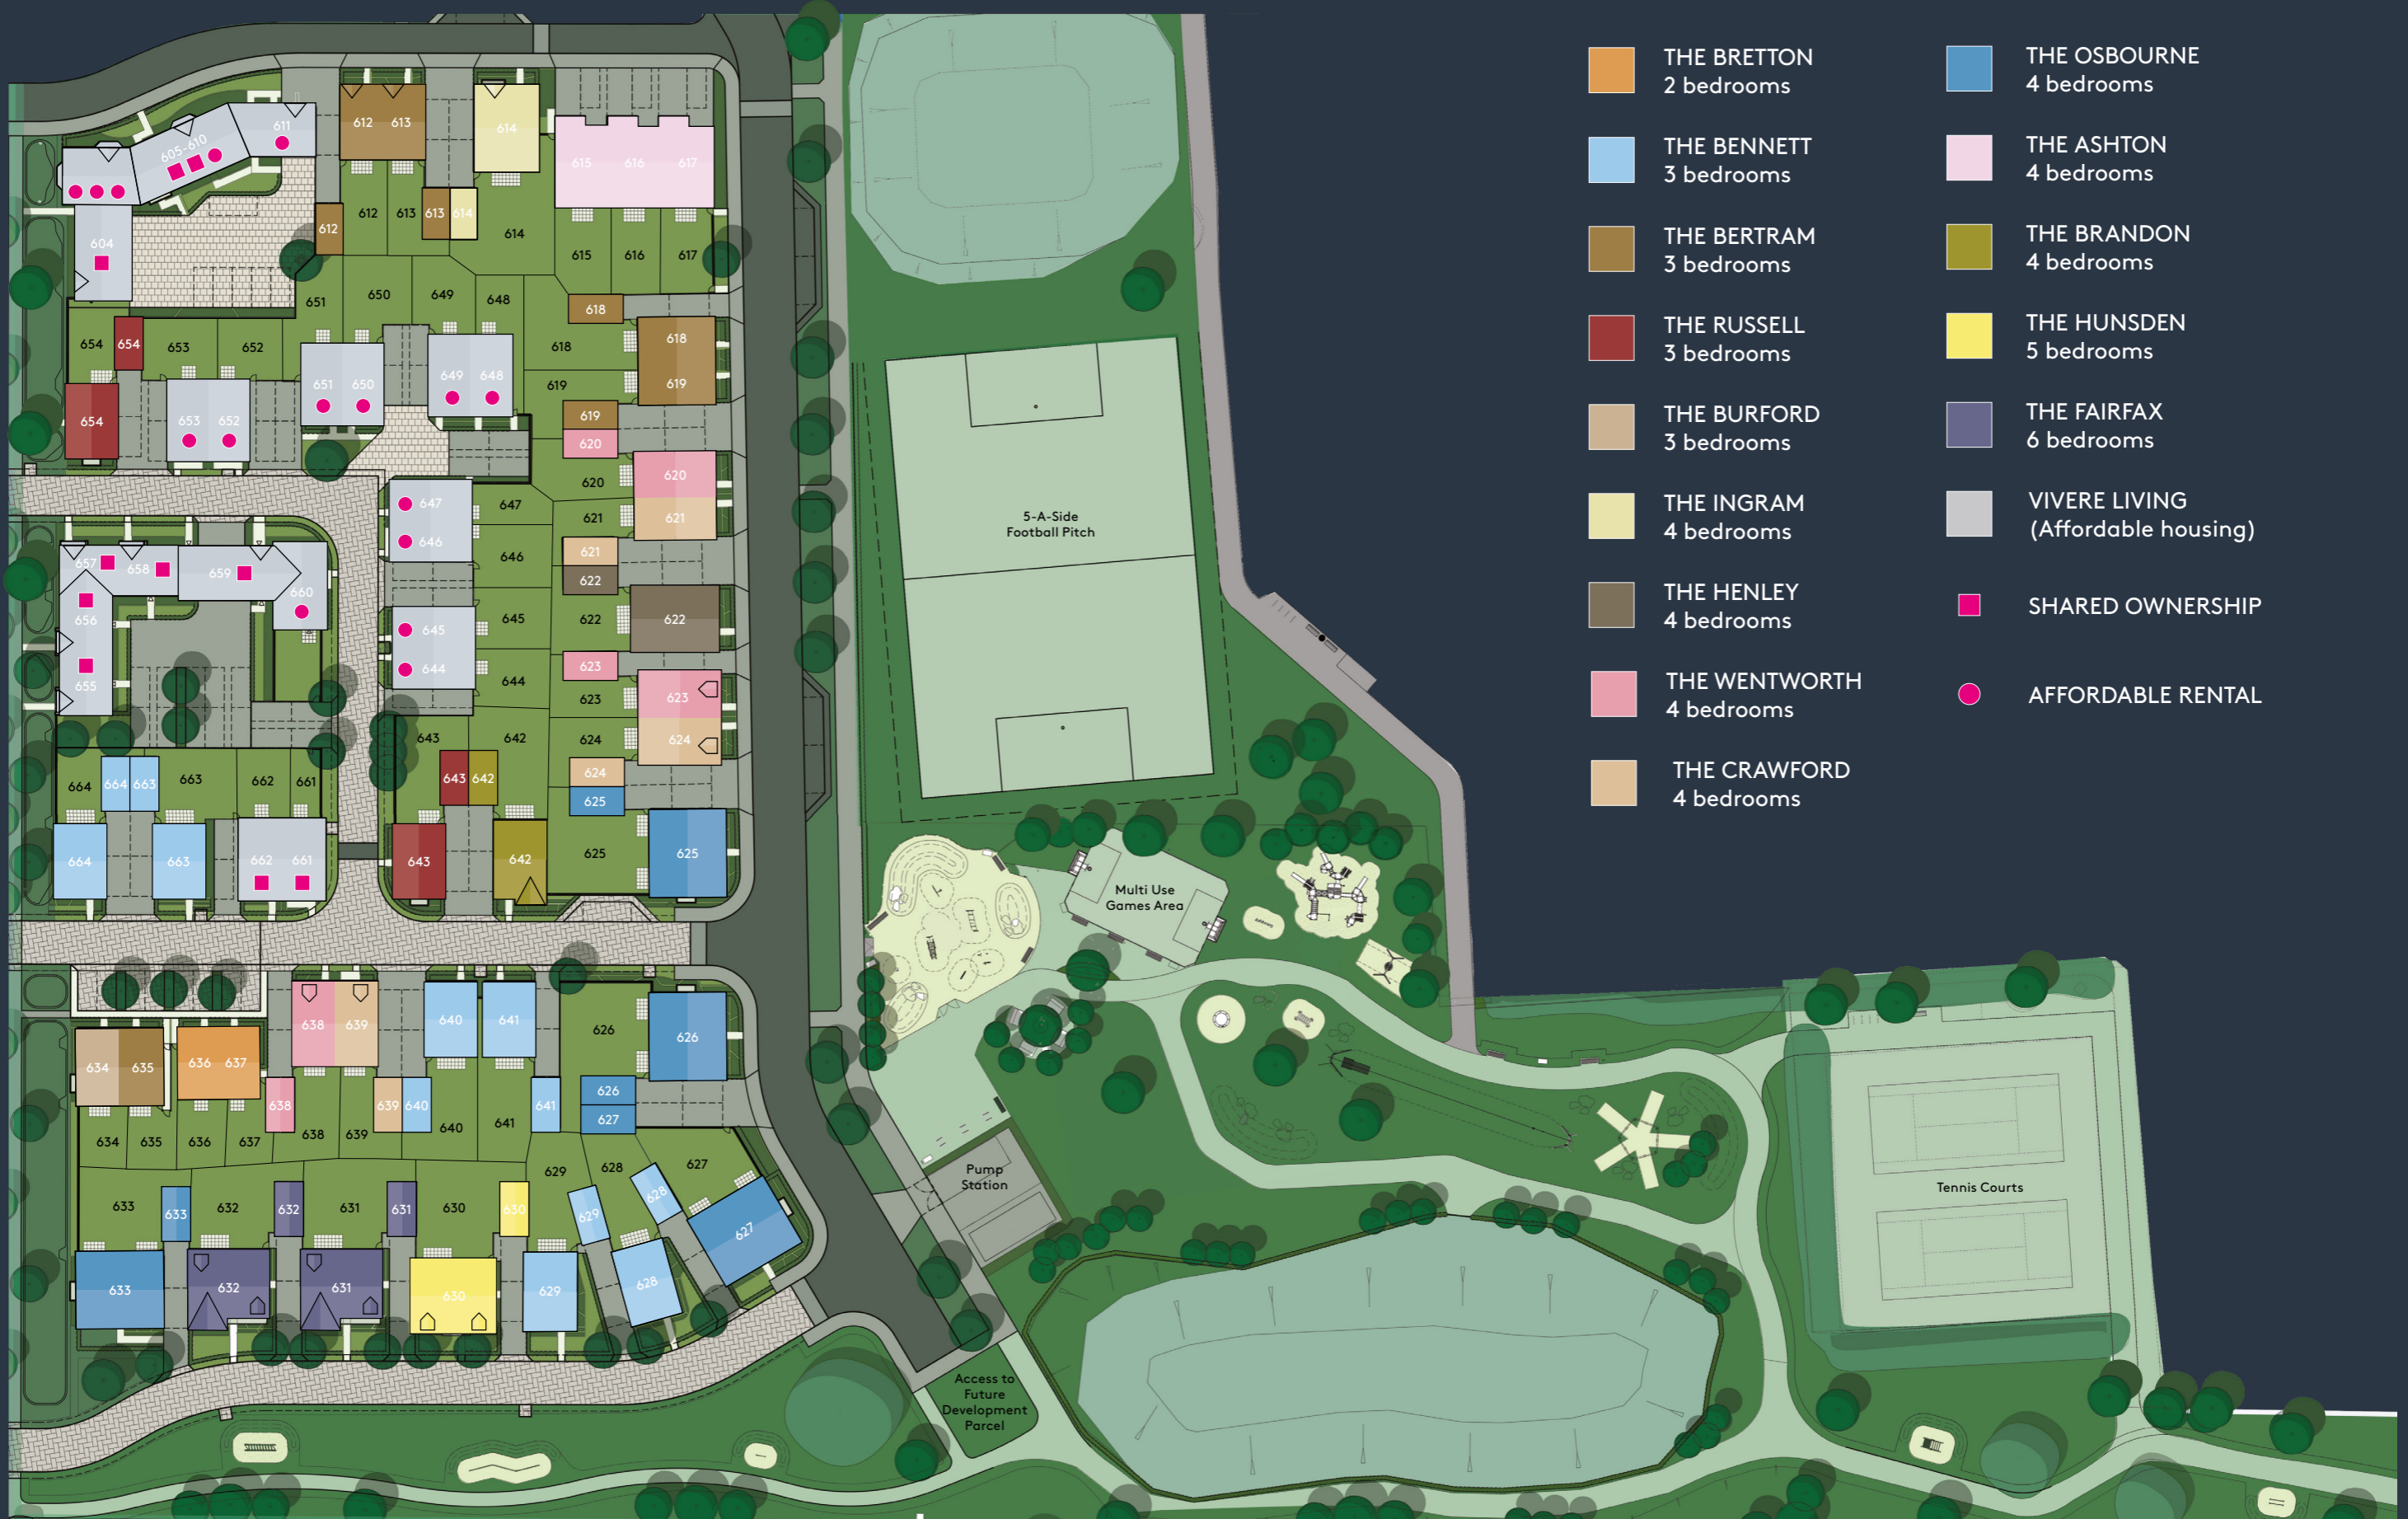 THE BRETTON
2 bedrooms
THE BENNETT
3 bedrooms
THE BERTRAM
3 bedrooms
THE RUSSELL
3 bedrooms
THE BURFORD
3 bedrooms
THE INGRAM
4 bedrooms
THE HENLEY
4 bedrooms
THE WENTWORTH
4 bedrooms
THE CRAWFORD
4 bedrooms
THE OSBOURNE
4 bedrooms
THE ASHTON
4 bedrooms
THE BRANDON
4 bedrooms
THE HUNSDEN
5 bedrooms
THE FAIRFAX
6 bedrooms
VIVERE LIVING
(Affordable housing)
SHARED OWNERSHIP
AFFORDABLE RENTAL
611
605-610
604
612 613
614
615 616 617
612 613 613 614
612
614
615 616 617
651 650 649 648
618
618
618
654 654 653 652
651 650
649 648
619
619
619
654
653 652
620
620
620
647
647
621
621
646
646
621
622
657 658 659
660
656
655
645
645
622
622
644
644
623
623
623
643
642
624
624
624
643 642
625
664 664 663 663 662 661
664
663
662 661
643
642
625
625
638 639
640 641
626
626
634 635
636 637
638
639 640
641
626
627
634 635 636 637 638 639 640 641
629 628 627
633 633 632 632 631 631 630 630
629 628
633
632
631
630
629
628
627
5-A-Side
Football Pitch
Multi Use
Games Area
Pump
Station
Tennis Courts
Access to
Future
Development
Parcel